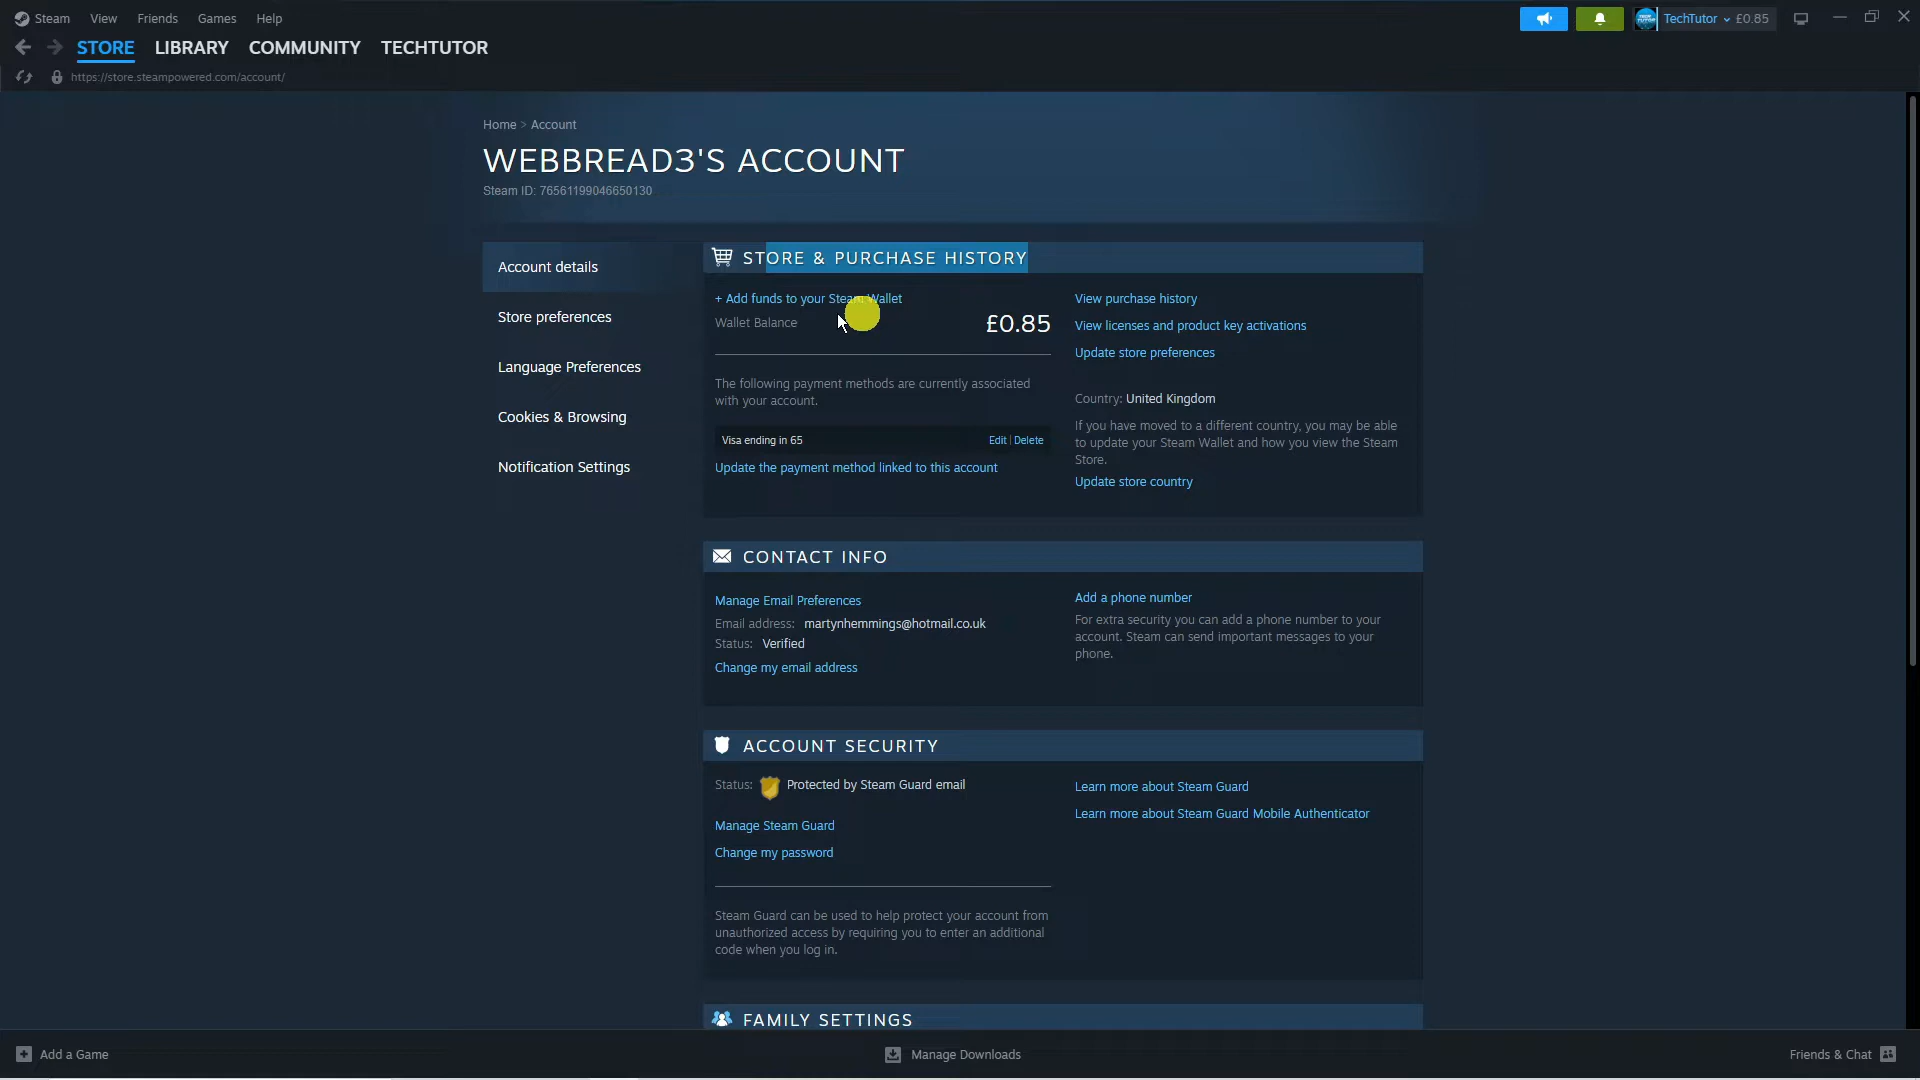 Steam View Friends Games Help
TechTutor £0.85
STORE LIBRARY COMMUNITY TECHTUTOR
https://store.steampowered.com/account/
Home > Account
WEBBREAD3'S ACCOUNT
Steam ID: 76561199046650130
Account details
Store preferences
Language Preferences
Cookies & Browsing
Notification Settings
STORE & PURCHASE HISTORY
+ Add funds to your Steam Wallet
Wallet Balance £0.85
The following payment methods are currently associated
with your account.
Visa ending in 65 Edit | Delete
Update the payment method linked to this account
View purchase history
View licenses and product key activations
Update store preferences
Country: United Kingdom
If you have moved to a different country, you may be able
to update your Steam Wallet and how you view the Steam
Store.
Update store country
CONTACT INFO
Manage Email Preferences
Email address: martynhemmings@hotmail.co.uk
Status: Verified
Change my email address
Add a phone number
For extra security you can add a phone number to your
account. Steam can send important messages to your
phone.
ACCOUNT SECURITY
Status: Protected by Steam Guard email
Manage Steam Guard
Change my password
Steam Guard can be used to help protect your account from
unauthorized access by requiring you to enter an additional
code when you log in.
Learn more about Steam Guard
Learn more about Steam Guard Mobile Authenticator
FAMILY SETTINGS
Add a Game Manage Downloads Friends & Chat